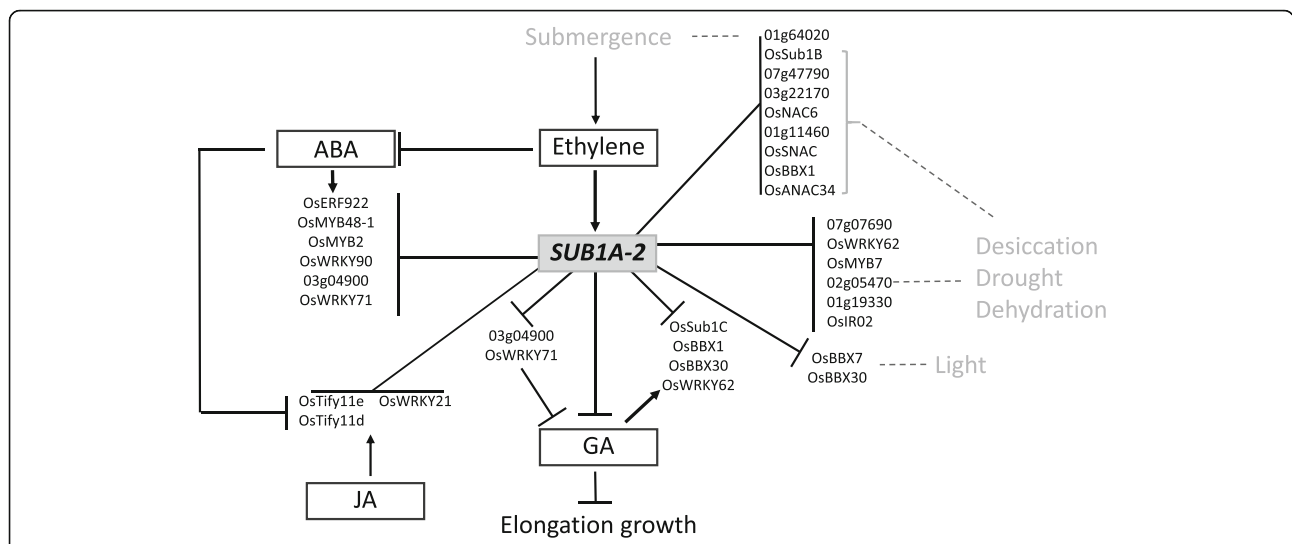 Submergence
01g64020
OsSub1B
07g47790
03g22170
OsNAC6
01g11460
OsSNAC
OsBBX1
OsANAC34
ABA
Ethylene
OsERF922
OsMYB48-1
OsMYB2
OsWRKY90
03g04900
OsWRKY71
SUB1A-2
07g07690
OsWRKY62
OsMYB7
02g05470
01g19330
OsIR02
Desiccation
Drought
Dehydration
03g04900
OsWRKY71
OsSub1C
OsBBX1
OsBBX30
OsWRKY62
OsBBX7
OsBBX30
Light
OsTify11e OsWRKY21
OsTify11d
GA
JA
Elongation growth